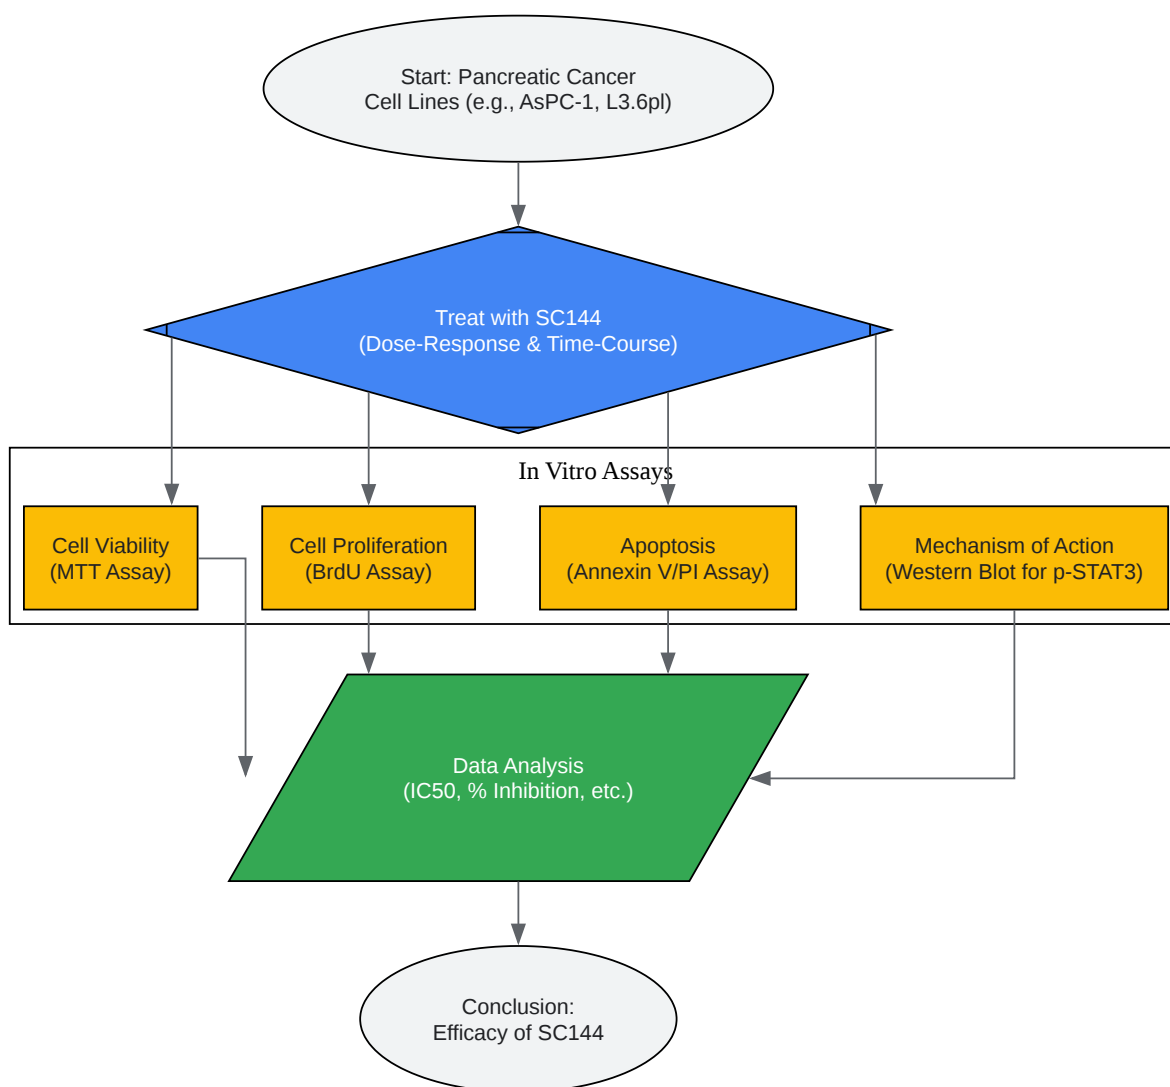 Start: Pancreatic Cancer
Cell Lines (e.g., AsPC-1, L3.6pl)
Treat with SC144
(Dose-Response & Time-Course)
In Vitro Assays
Cell Viability
(MTT Assay)
Cell Proliferation
(BrdU Assay)
Apoptosis
(Annexin V/PI Assay)
Mechanism of Action
(Western Blot for p-STAT3)
Data Analysis
(IC50, % Inhibition, etc.)
Conclusion:
Efficacy of SC144